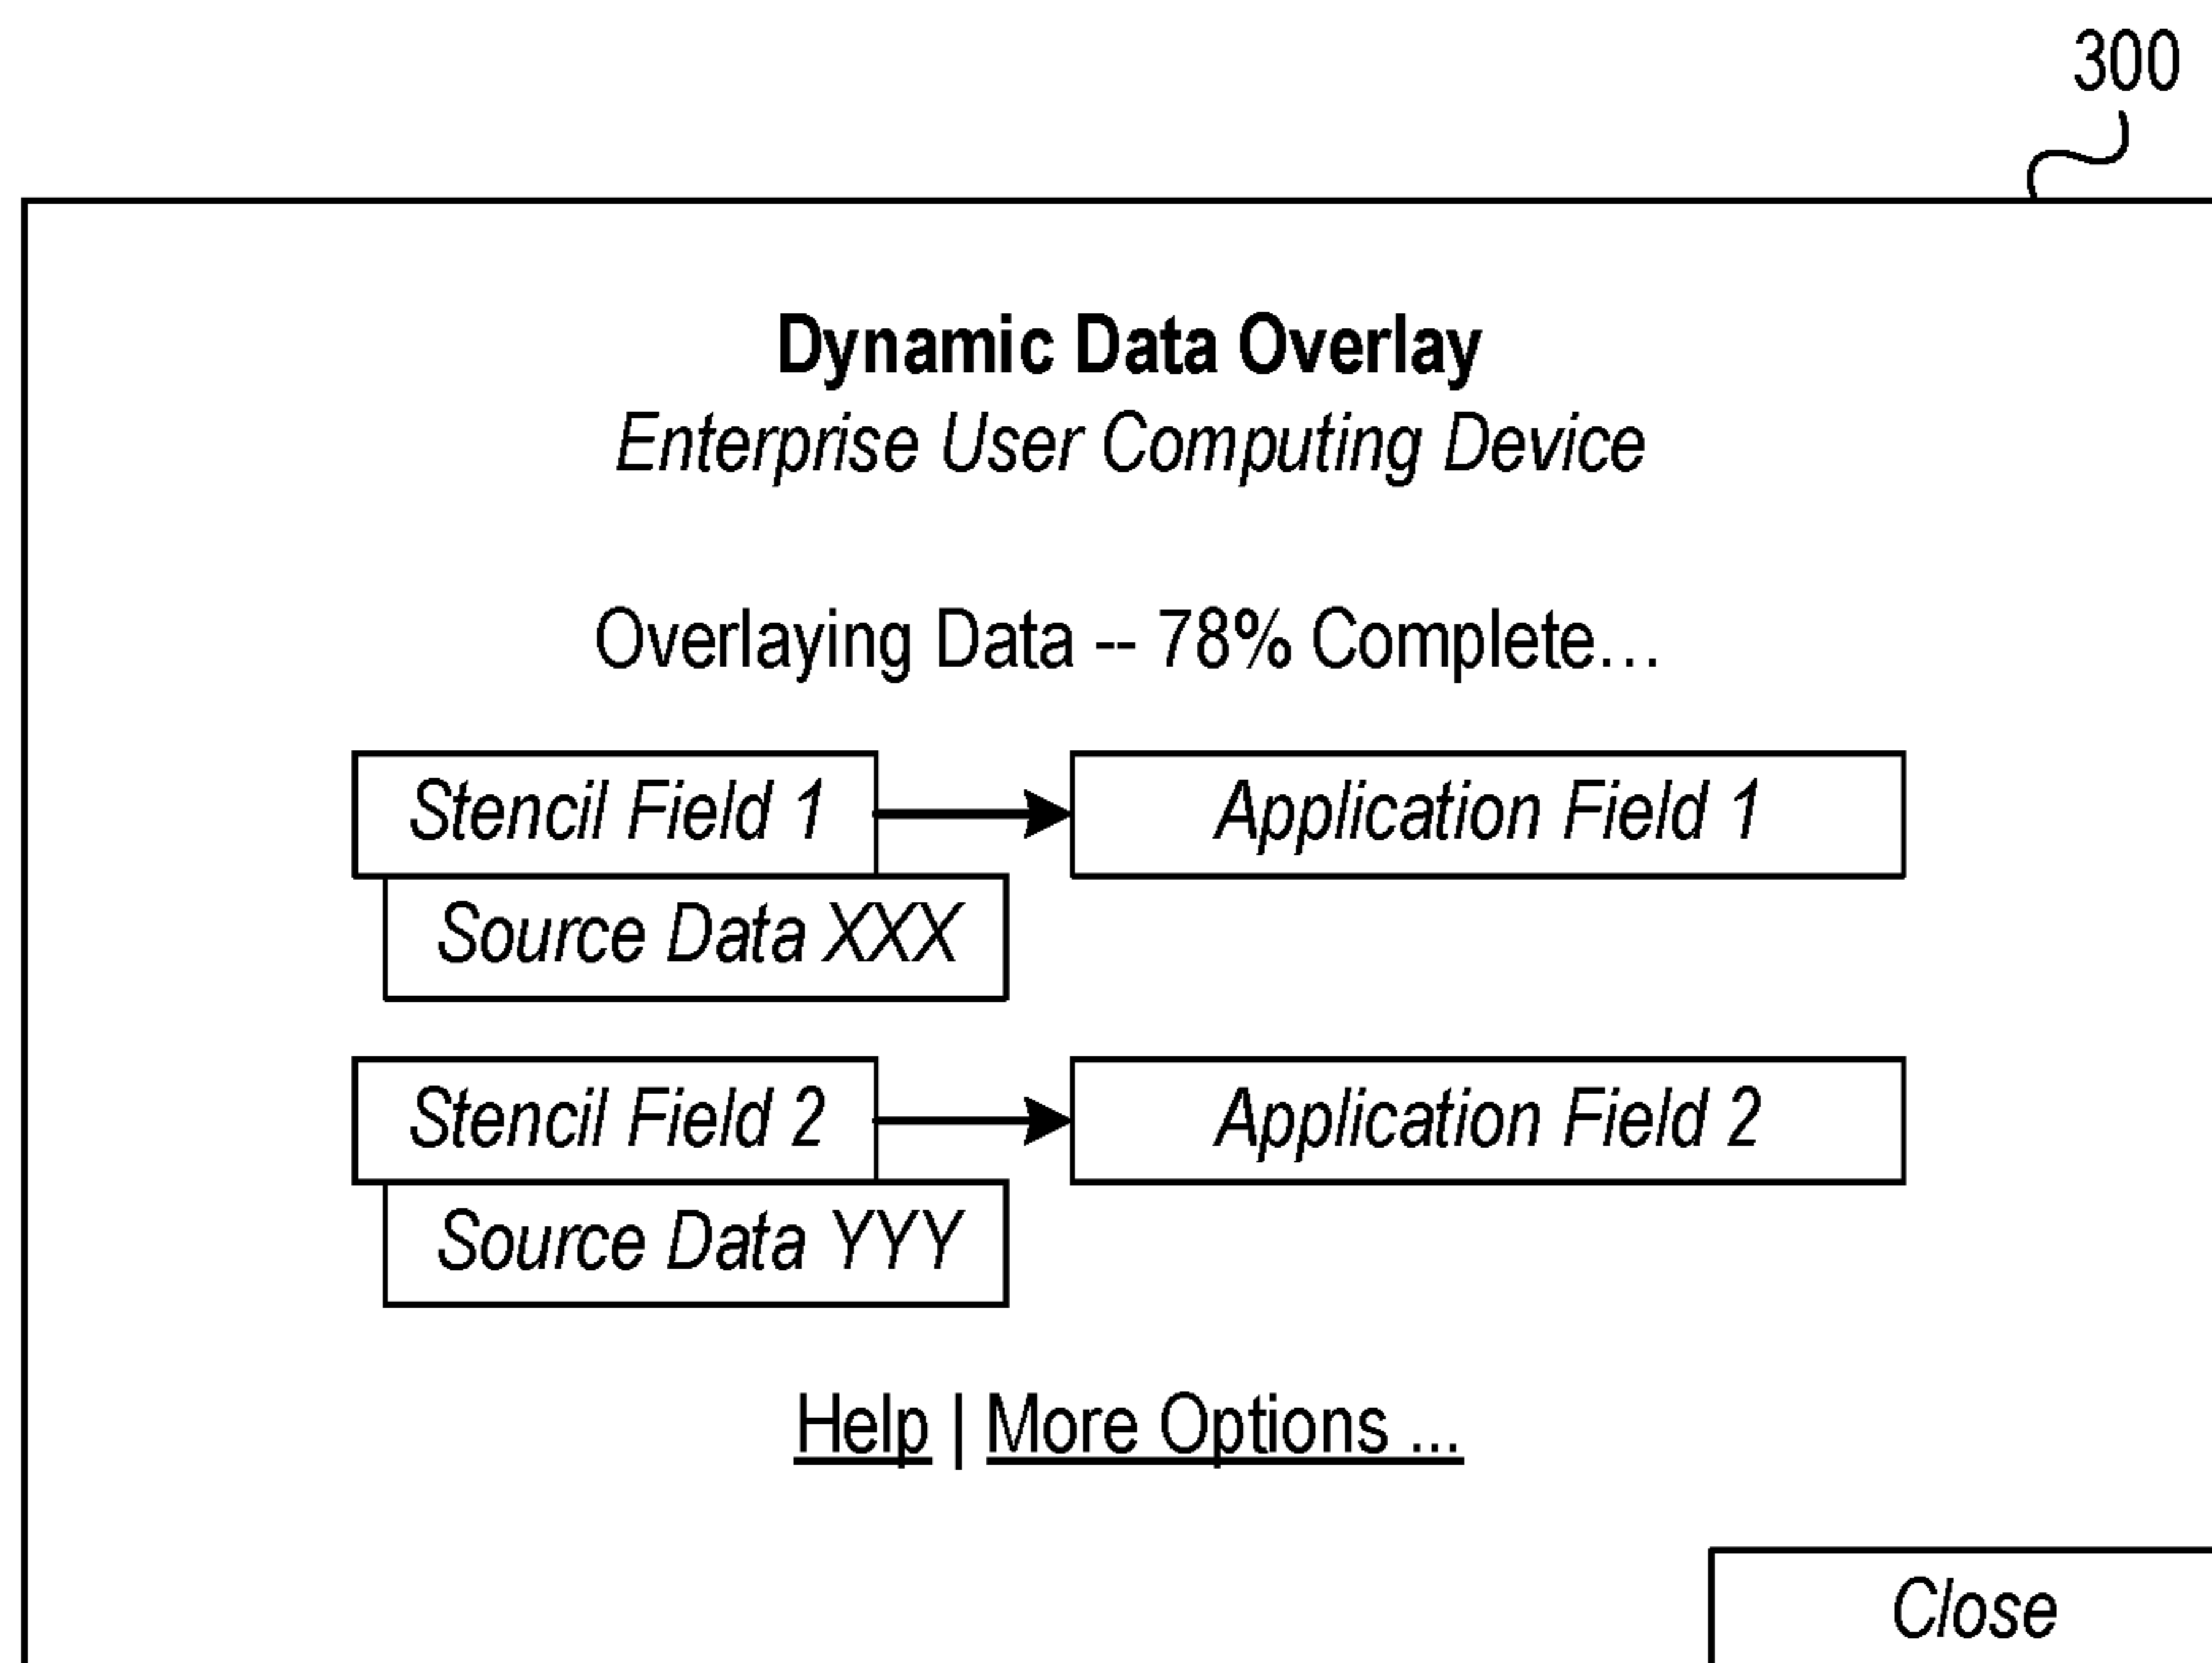 300
Dynamic Data Overlay
Enterprise User Computing Device
Overlaying Data -- 78% Complete...
Stencil Field 1
Application Field 1
Source Data XXX
Stencil Field 2
Application Field 2
Source Data YYY
Help | More Options ...
Close